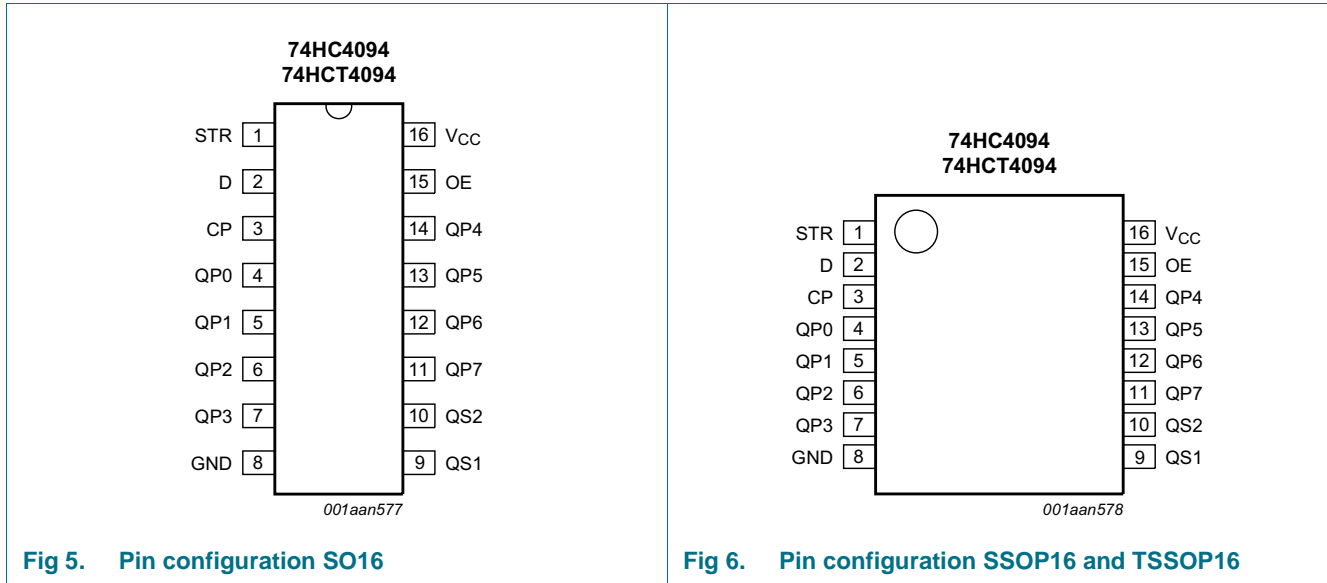 74HC4094
74HCT4094
STR 1 16 VCC
D 2 15 OE
CP 3 14 QP4
QP0 4 13 QP5
QP1 5 12 QP6
QP2 6 11 QP7
QP3 7 10 QS2
GND 8 9 QS1
001aan577
Fig 5. Pin configuration SO16
74HC4094
74HCT4094
STR 1 16 VCC
D 2 15 OE
CP 3 14 QP4
QP0 4 13 QP5
QP1 5 12 QP6
QP2 6 11 QP7
QP3 7 10 QS2
GND 8 9 QS1
001aan578
Fig 6. Pin configuration SSOP16 and TSSOP16